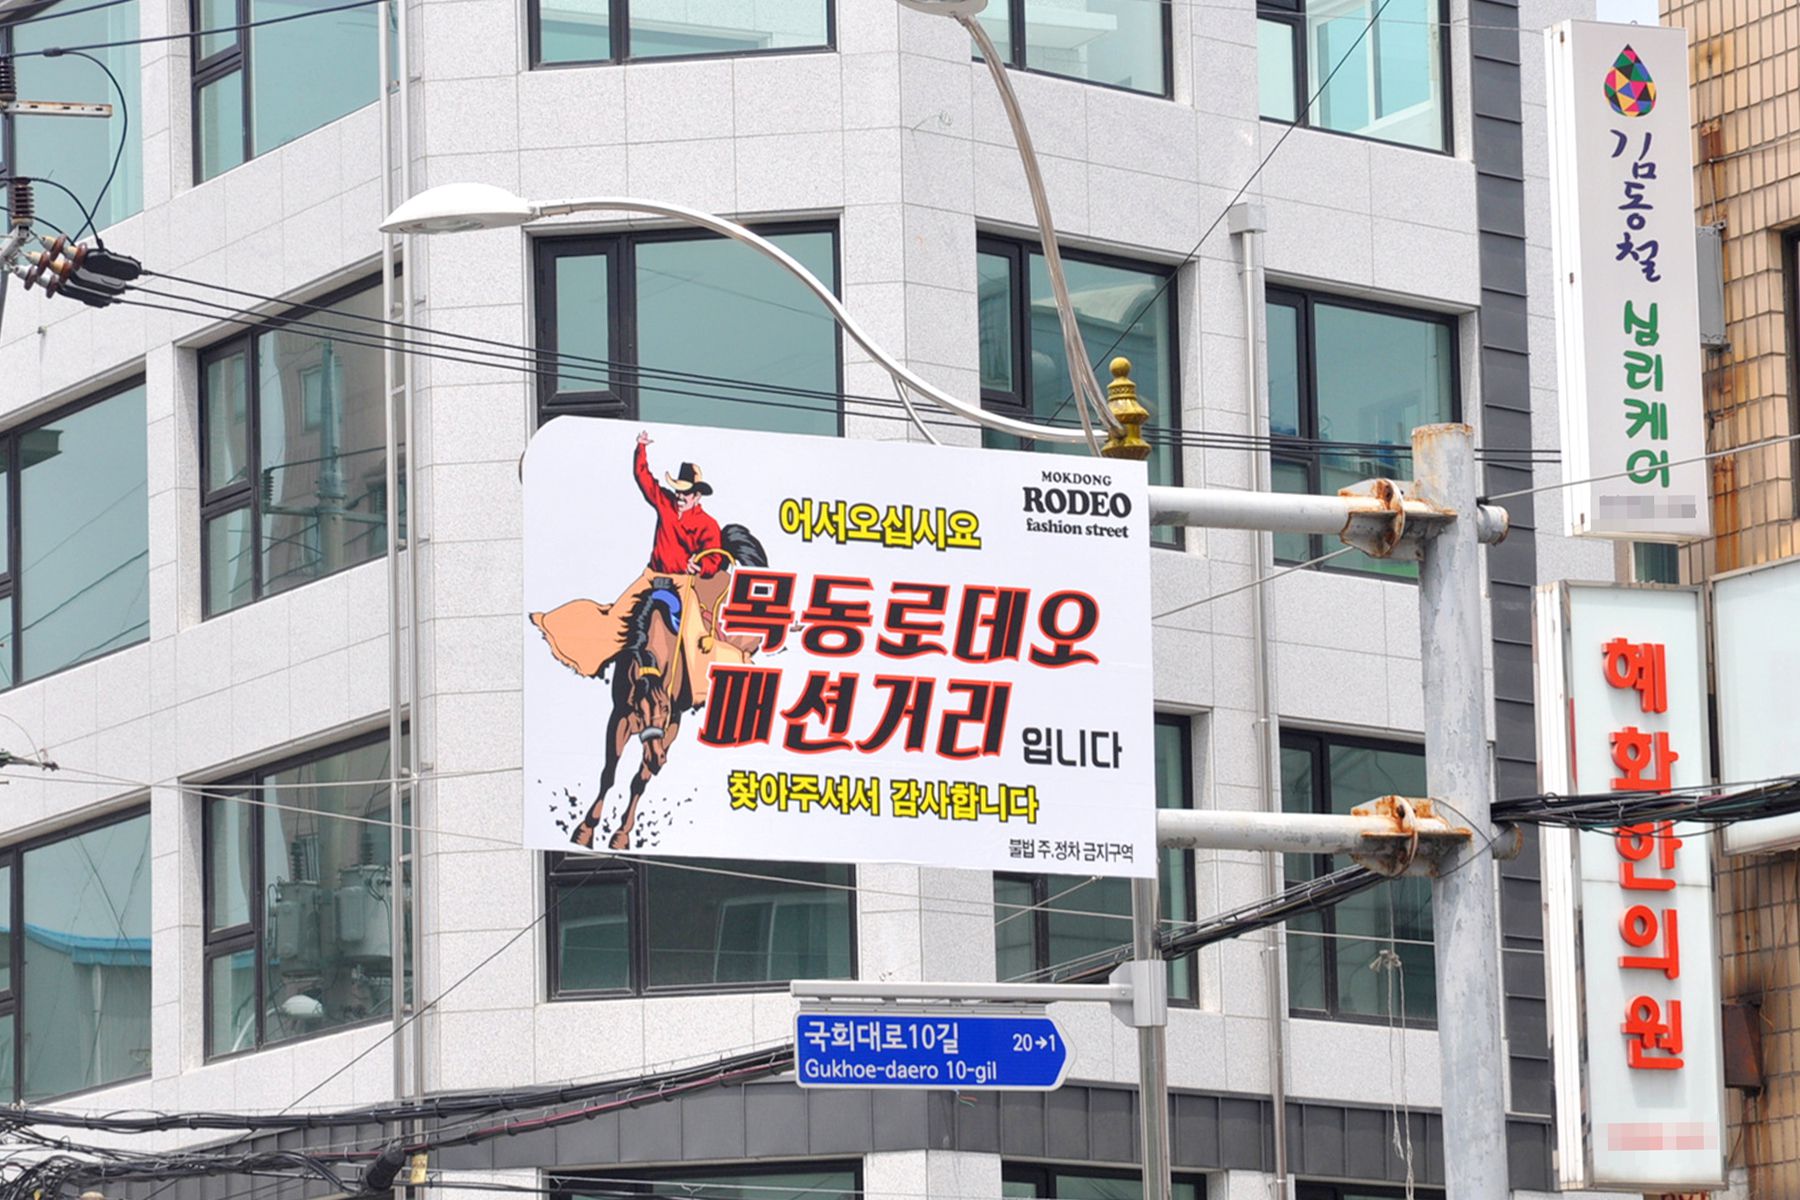 어서오십시요
MOKDONG
RODEO
fashion street
목동로데오
패션거리 입니다
찾아주셔서 감사합니다
불법 주.정차 금지구역
국회대로10길 20→1
Gukhoe-daero 10-gil
김동철 심리케어
혜화한의원